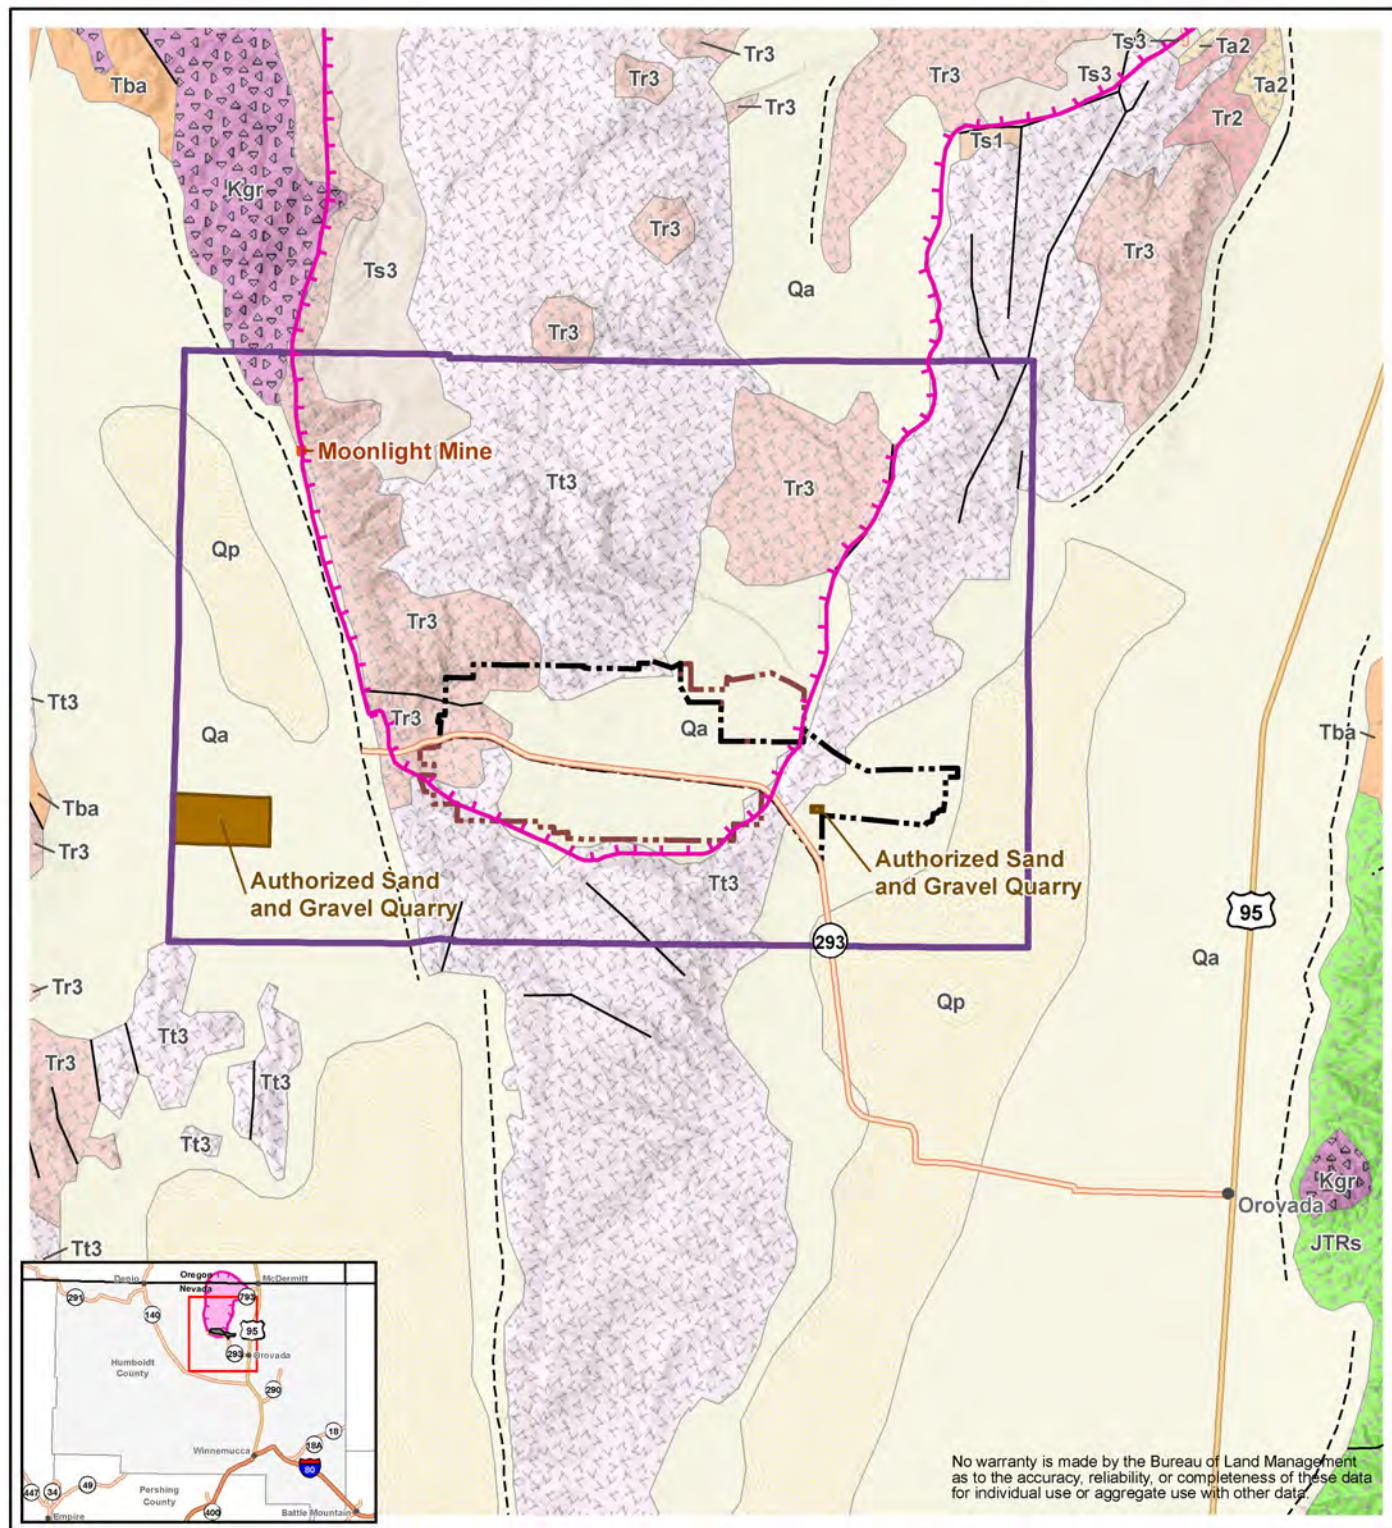 Tba
Tr3
Tr3
Tr3
Tr3
Ts3
Ts3
Ta2
Ta2
Tr2
Ts1
Kgr
Ts3
Tr3
Tr3
Qa
Tr3
Moonlight Mine
Tt3
Tr3
Qp
Tr3
Tt3
Qa
Tr3
Qa
Tba
Tba
Tr3
Authorized Sand
and Gravel Quarry
Authorized Sand
and Gravel Quarry
Tt3
95
293
Qa
Tr3
Qp
Tt3
Tr3
Tt3
Tt3
Kgr
Orovada
JTRs
Tt3
Oregon
Nevada
Denio
McDermitt
291
140
793
95
293
Orovada
Humboldt
County
290
Winnemucca
18
18A
80
447
34
49
Pershing
County
400
Battle Mountain
Empire
No warranty is made by the Bureau of Land Management
as to the accuracy, reliability, or completeness of these data
for individual use or aggregate use with other data.